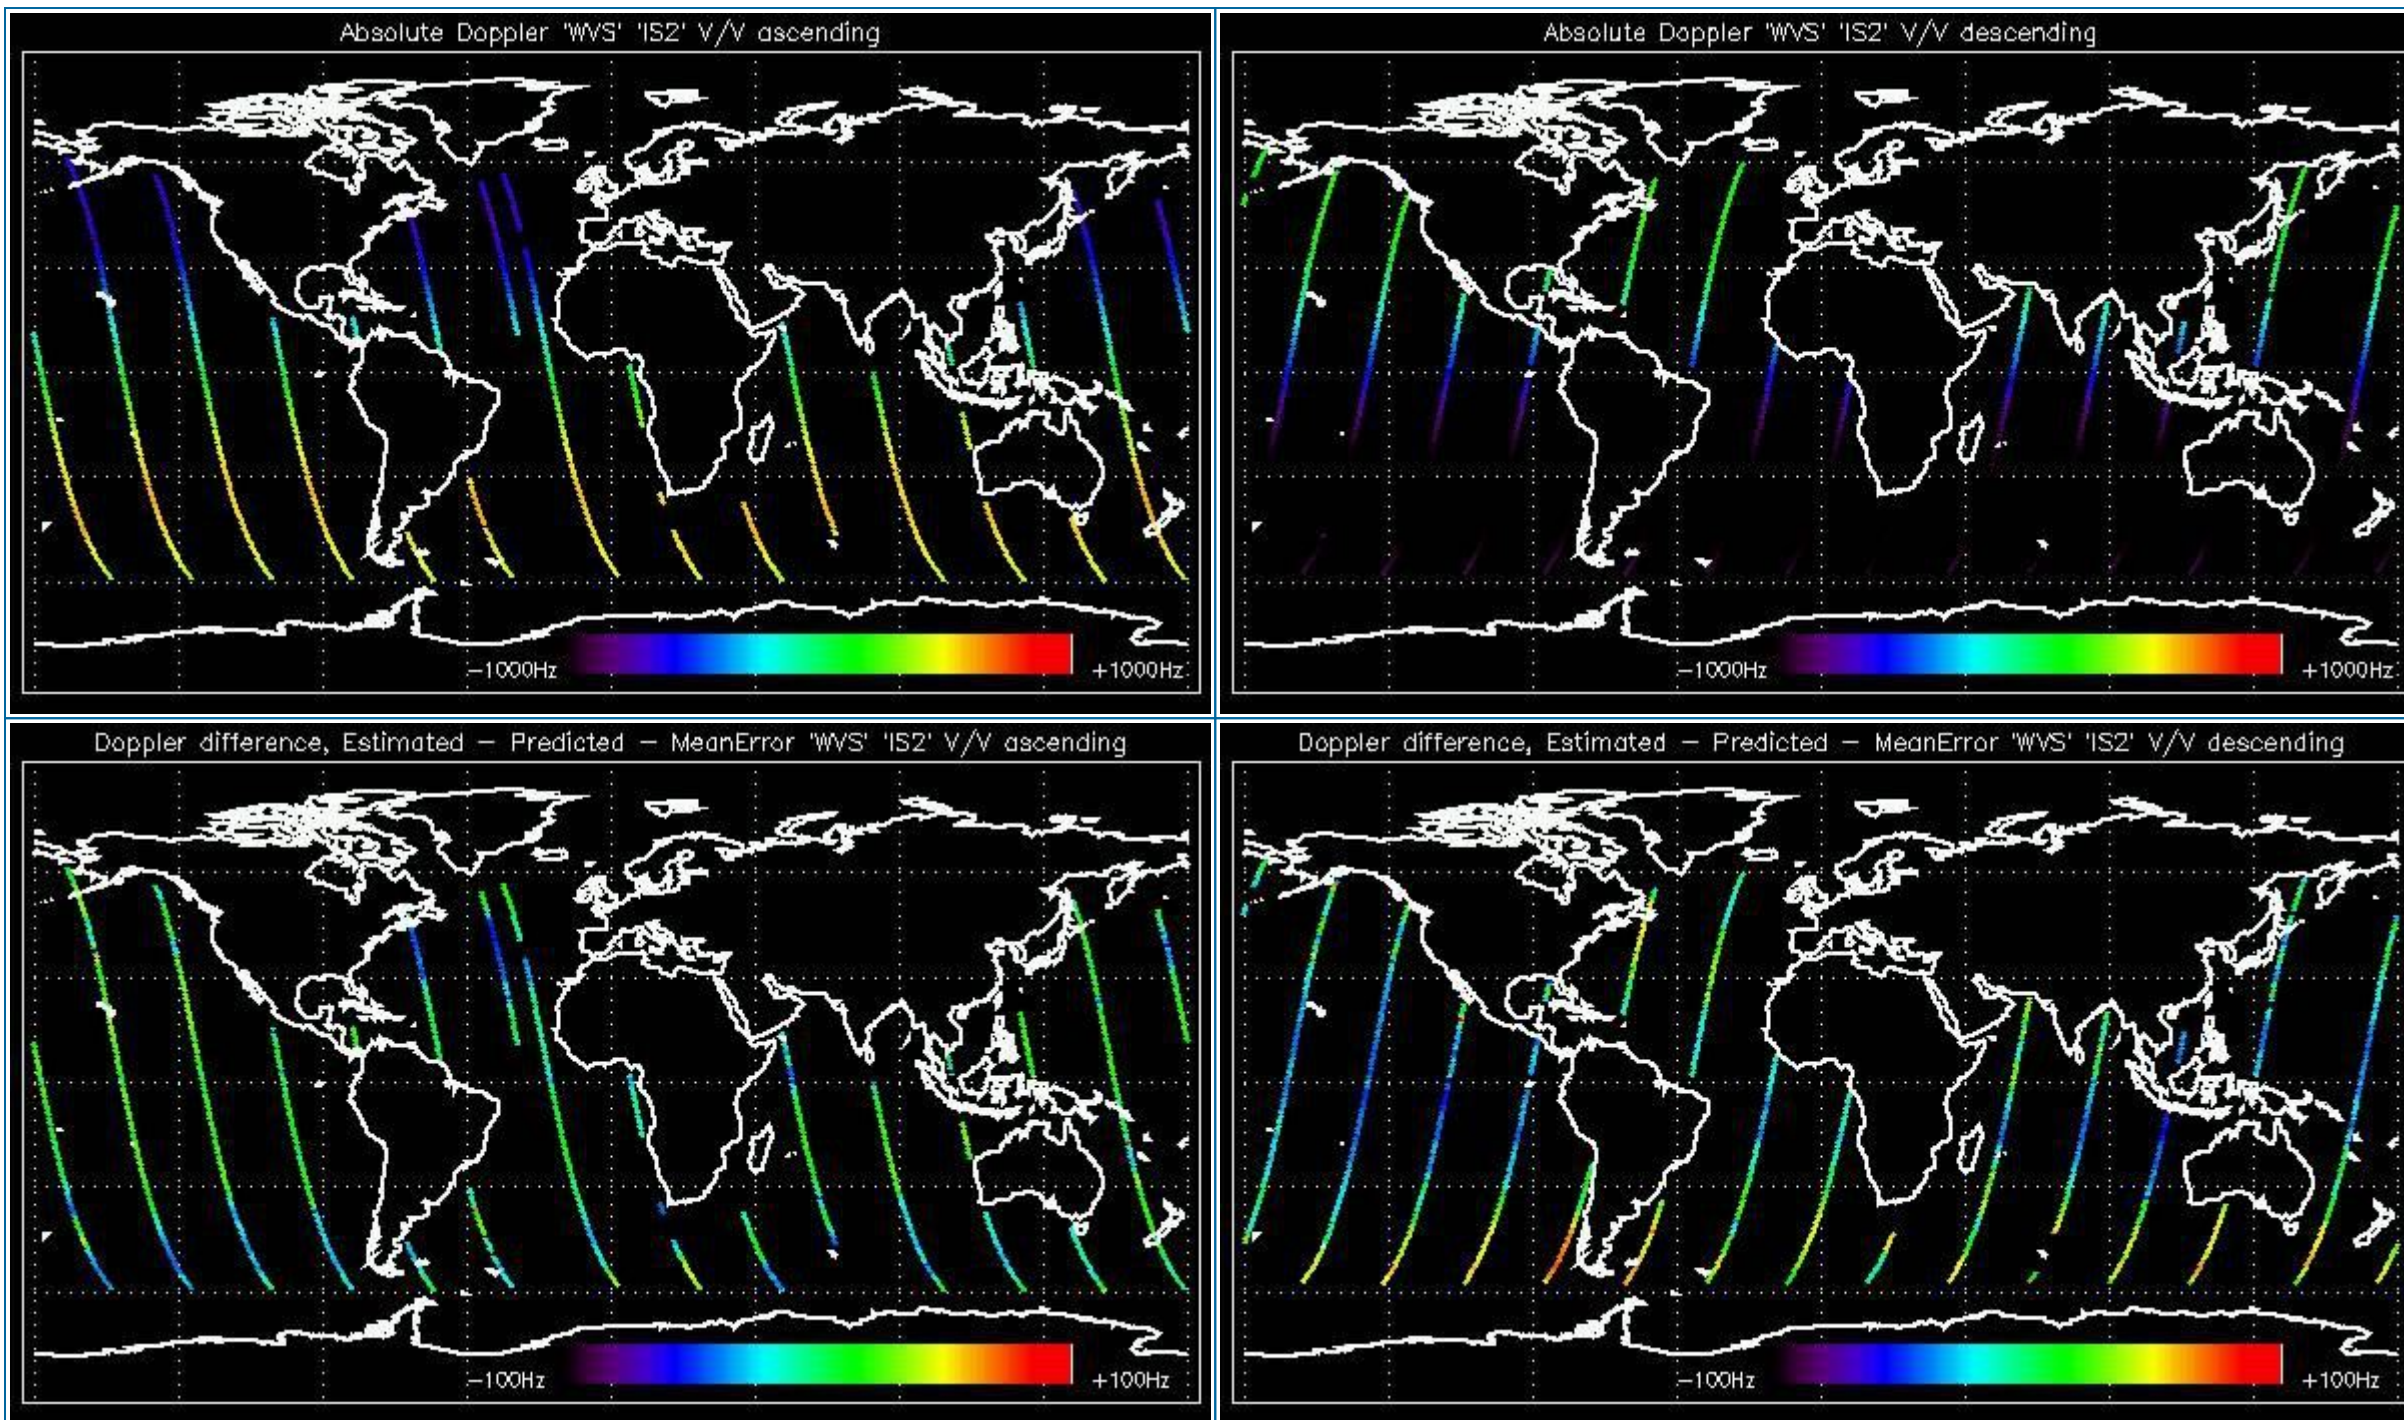 Absolute Doppler 'WVS' 'IS2' V/V ascending
-1000Hz
+1000Hz
Absolute Doppler 'WVS' 'IS2' V/V descending
-1000Hz
+1000Hz
Doppler difference, Estimated - Predicted - MeanError 'WVS' 'IS2' V/V ascending
-100Hz
+100Hz
Doppler difference, Estimated - Predicted - MeanError 'WVS' 'IS2' V/V descending
-100Hz
+100Hz